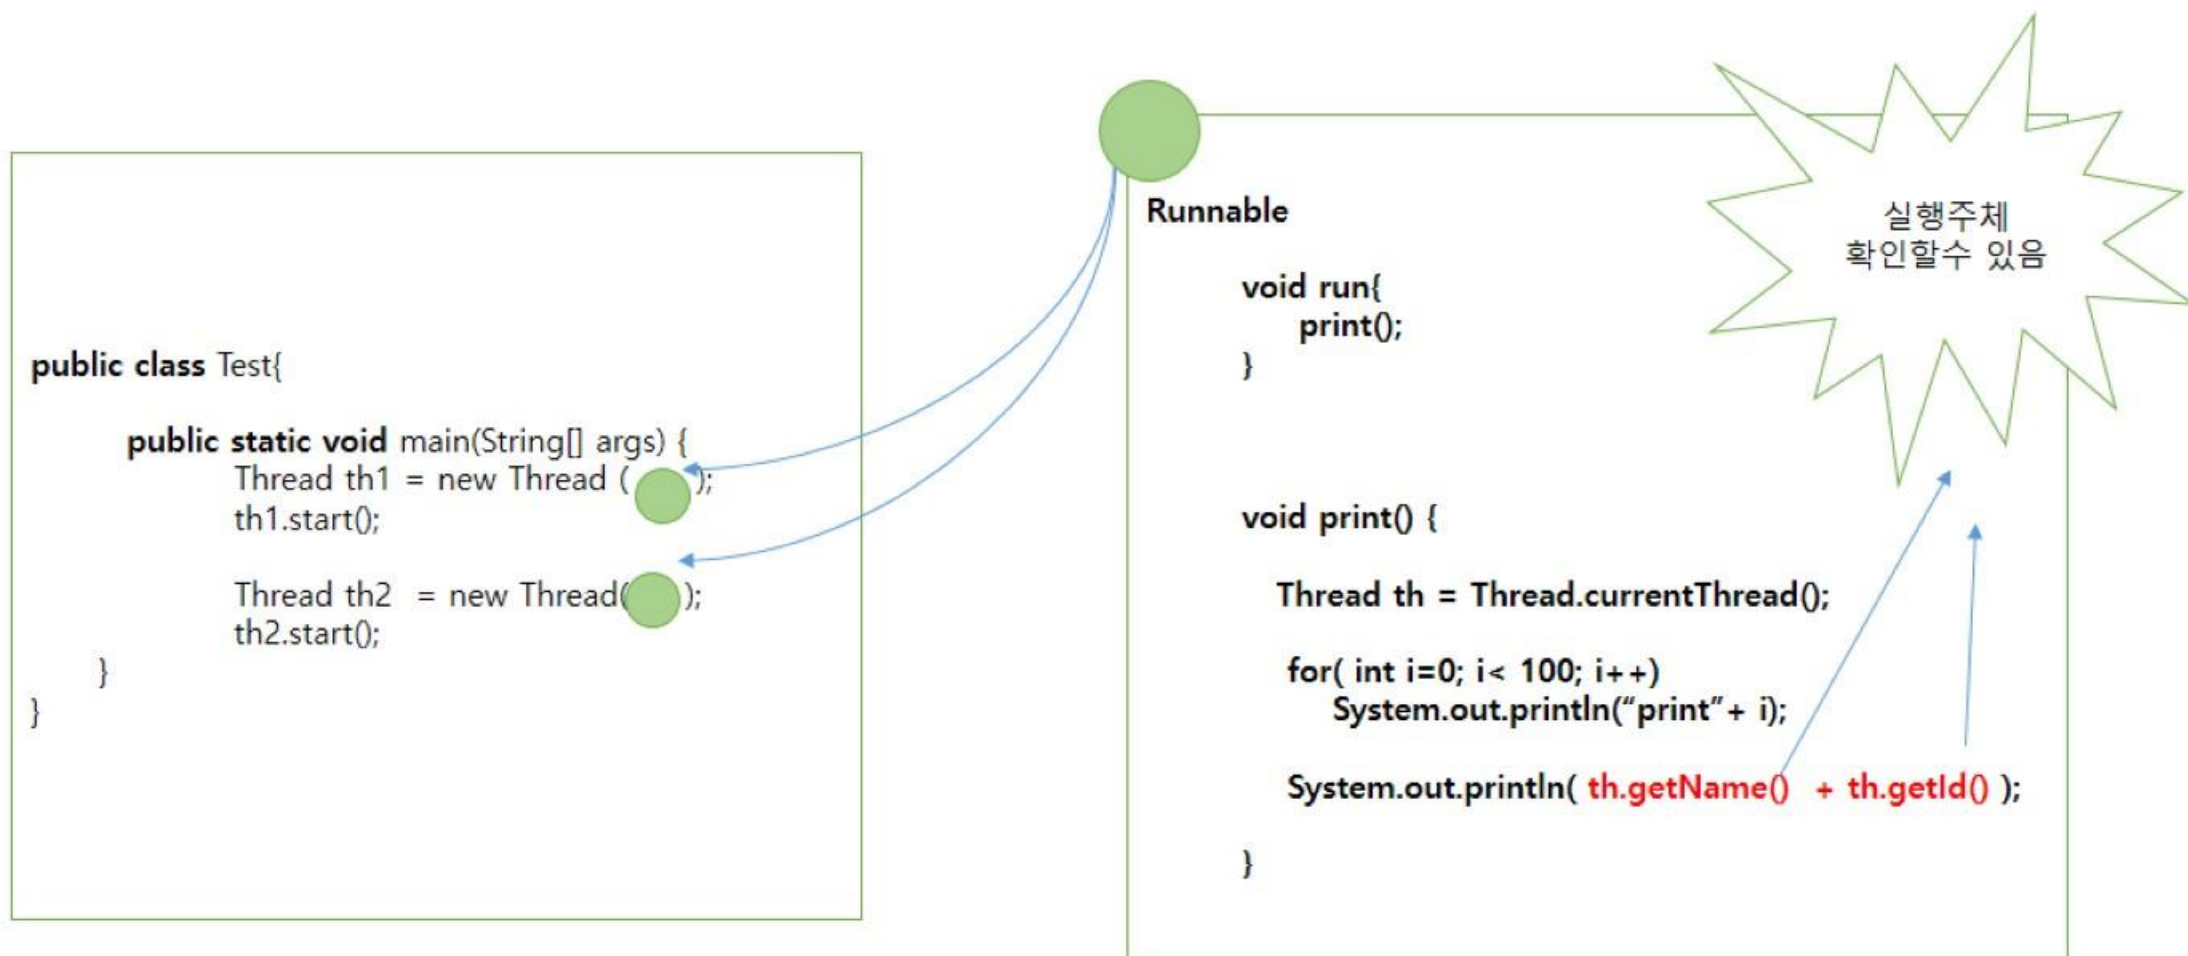 public class Test{
public static void main(String[] args) {
Thread th1 = new Thread ( );
th1.start();
Thread th2 = new Thread( );
th2.start();
}
}
Runnable
void run{
print();
}
void print() {
Thread th = Thread.currentThread();
for( int i=0; i< 100; i++)
System.out.println(“print”+ i);
System.out.println( th.getName() + th.getId() );
}
실행주체
확인할수 있음